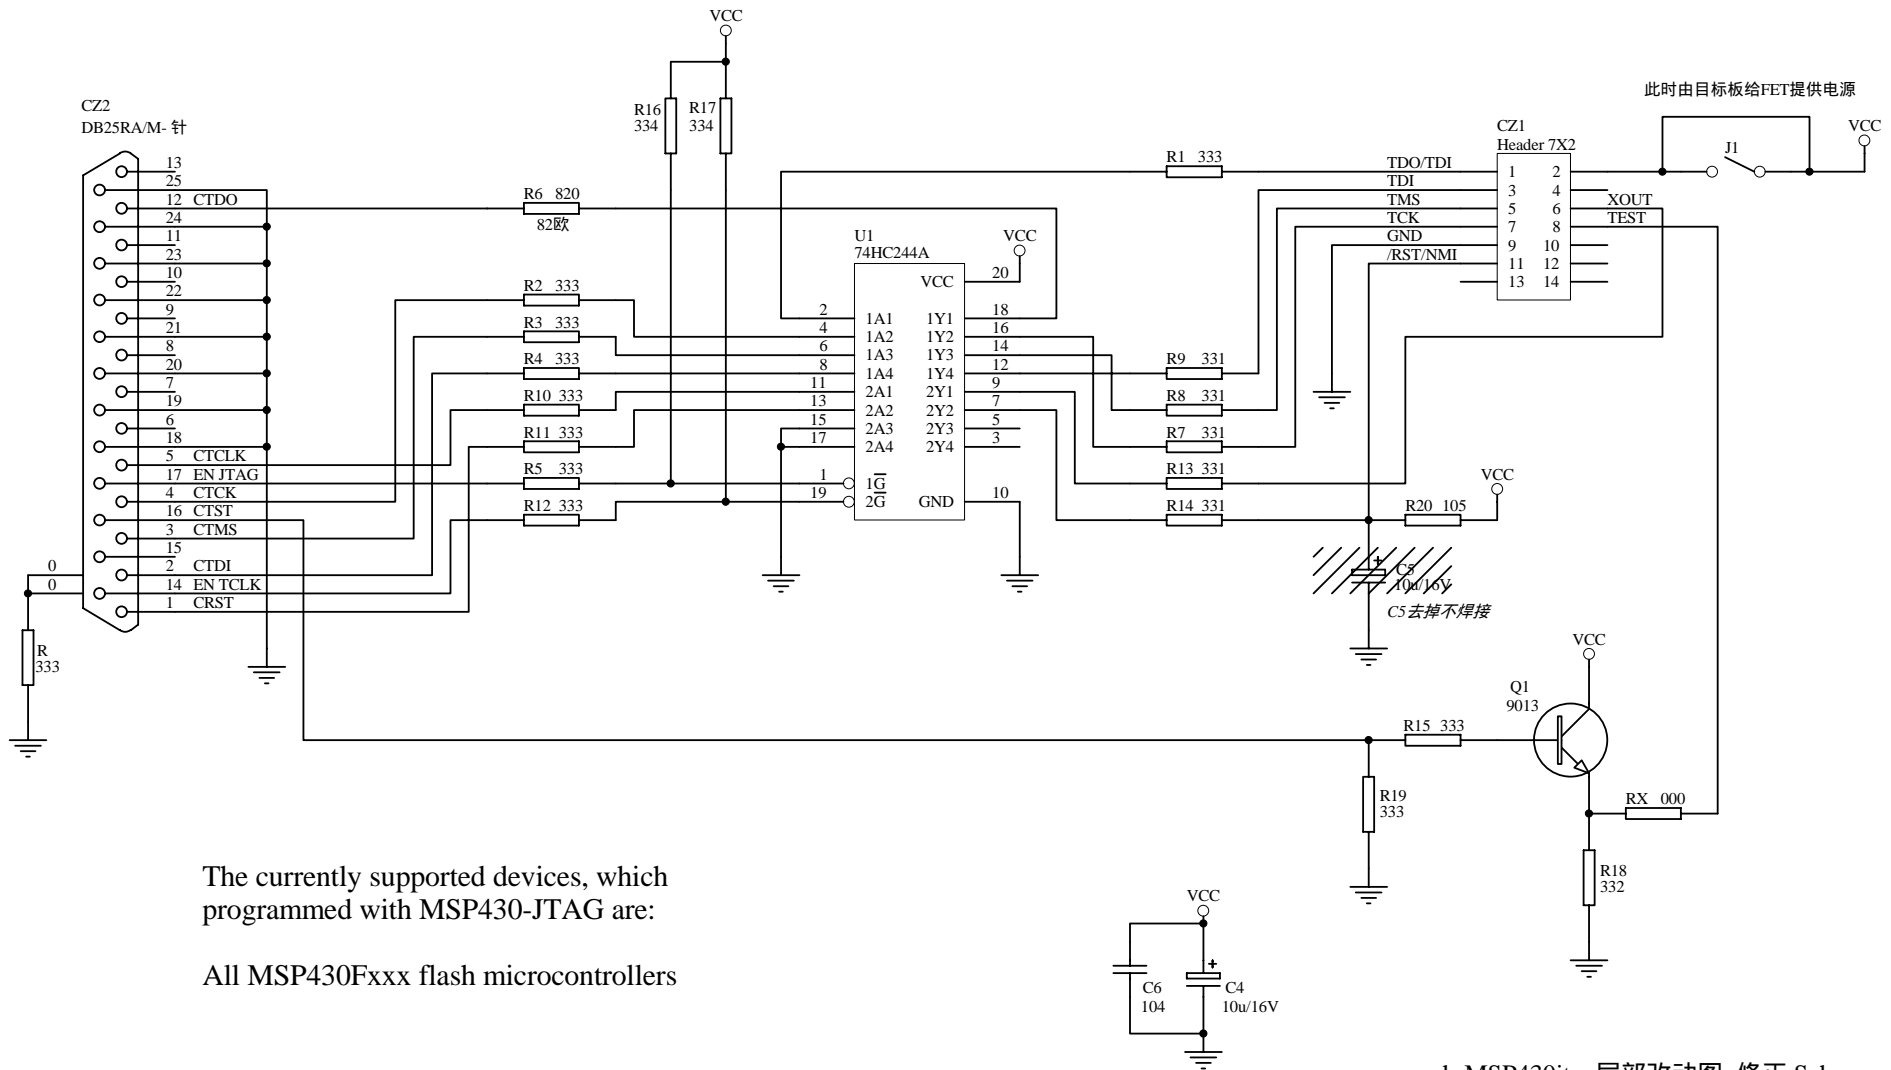 VCC
此时由目标板给FET提供电源
CZ2
DB25RA/M- 针
R16
334
R17
334
CZ1
Header 7X2
J1
VCC
13
25
12 CTDO
24
11
23
10
22
9
21
8
20
7
19
6
18
5 CTCLK
17 EN JTAG
4 CTCK
16 CTST
3 CTMS
15
2 CTDI
14 EN TCLK
1 CRST
0
0
R
333
R6 820
82欧
R2 333
R3 333
R4 333
R10 333
R11 333
R5 333
R12 333
U1
74HC244A
VCC
VCC 20
2 1A1 1Y1 18
4 1A2 1Y2 16
6 1A3 1Y3 14
8 1A4 1Y4 12
11 2A1 2Y1 9
13 2A2 2Y2 7
15 2A3 2Y3 5
17 2A4 2Y4 3
1 1G
19 2G GND 10
R1 333
TDO/TDI
TDI
TMS
TCK
GND
/RST/NMI
1 2
3 4
5 6
7 8
9 10
11 12
13 14
XOUT
TEST
R9 331
R8 331
R7 331
R13 331
R14 331
VCC
R20 105
+
C5
10u/16V
C5去掉不焊接
VCC
Q1
9013
R15 333
R19
333
RX 000
R18
332
The currently supported devices, which
programmed with MSP430-JTAG are:
All MSP430Fxxx flash microcontrollers
VCC
+
C6
104
C4
10u/16V